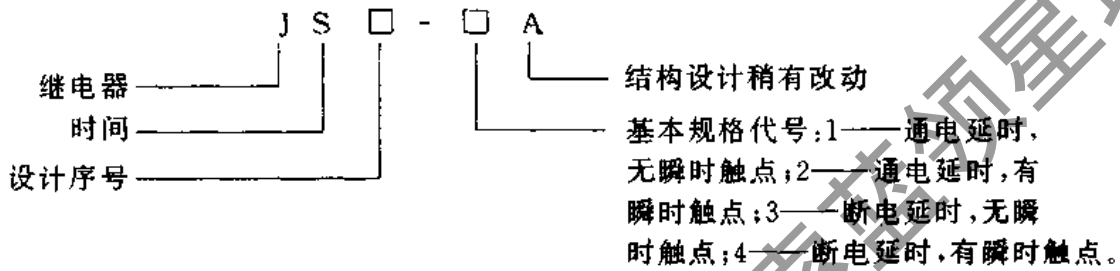 J S □ - □ A
继电器
时间
设计序号
结构设计稍有改动
基本规格代号:1——通电延时,
无瞬时触点;2——通电延时,有
瞬时触点;3——断电延时,无瞬
时触点;4——断电延时,有瞬时触点。